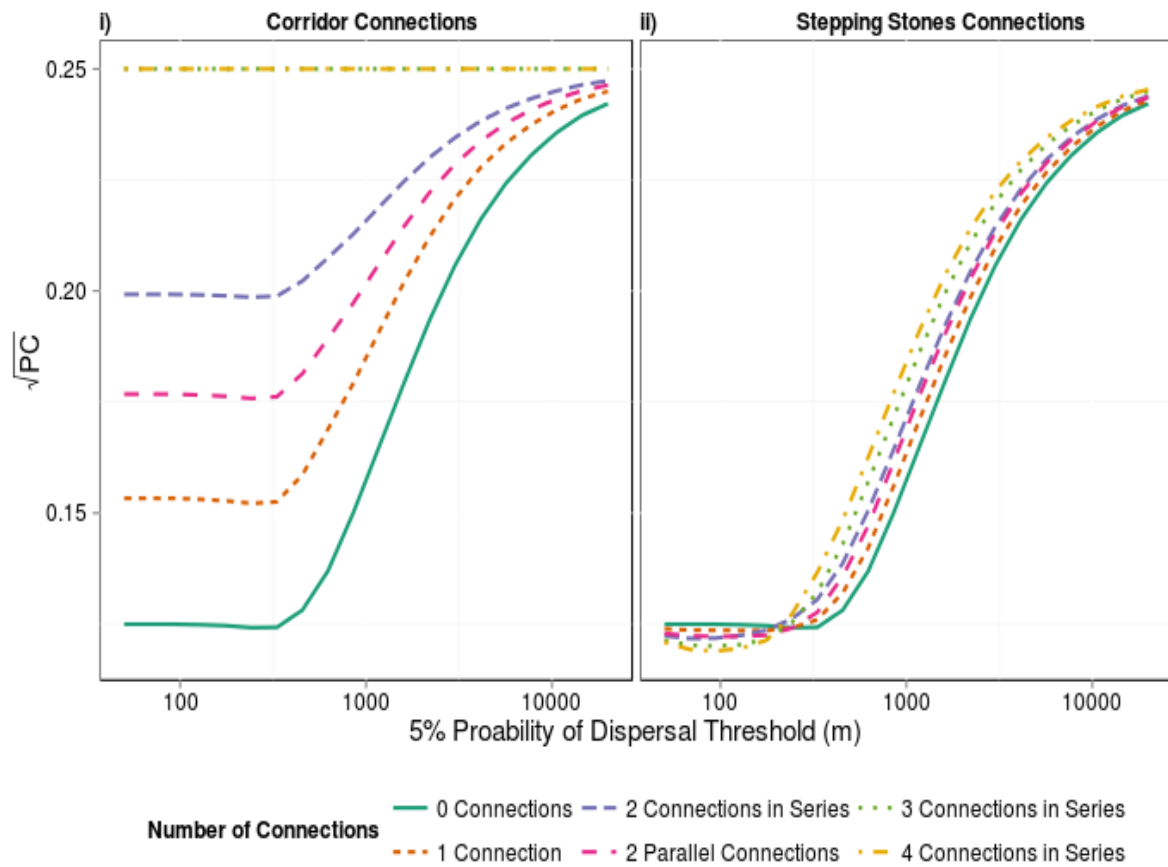 i) Corridor Connections
ii) Stepping Stones Connections
√PC
0.25
0.20
0.15
100 1000 10000
100 1000 10000
5% Proability of Dispersal Threshold (m)
Number of Connections
0 Connections
2 Connections in Series
3 Connections in Series
1 Connection
2 Parallel Connections
4 Connections in Series